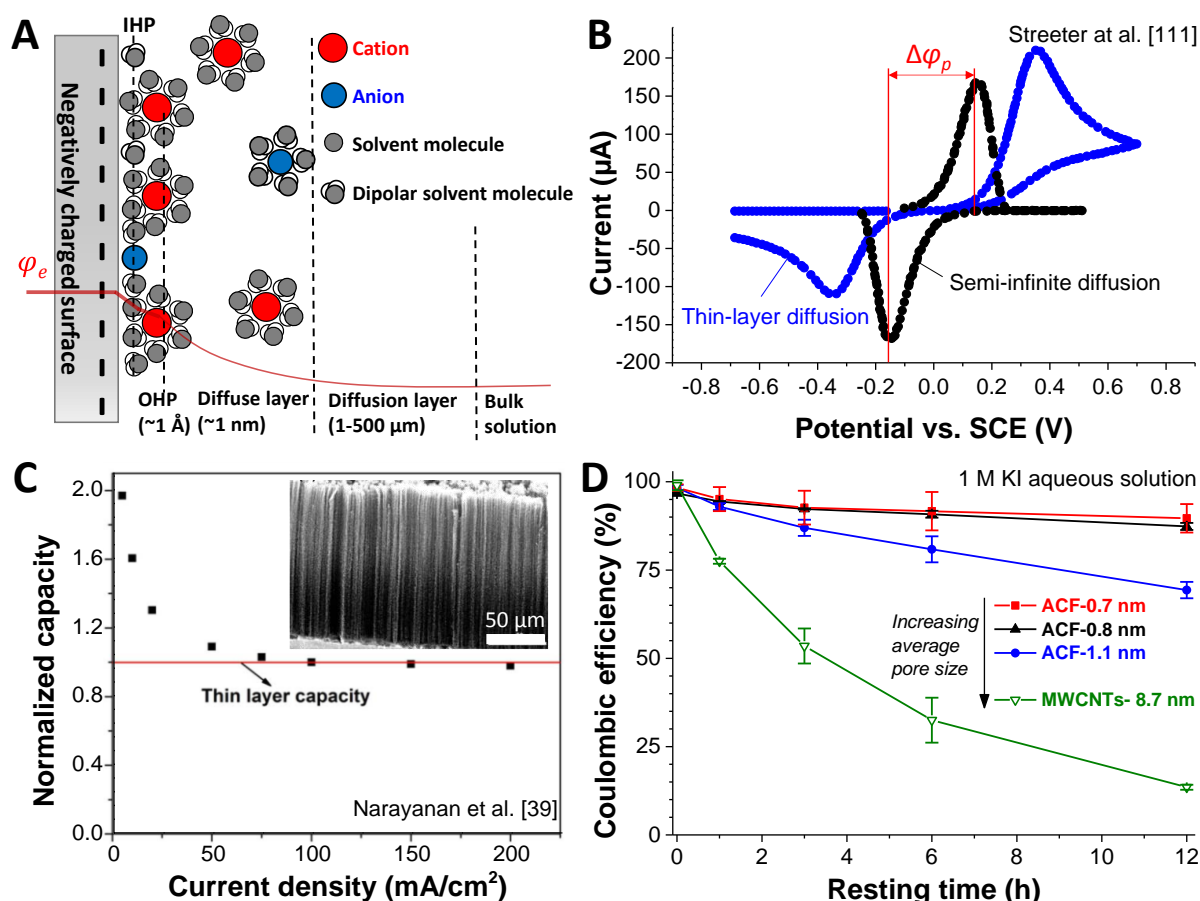 A
IHP
Cation
Anion
Solvent molecule
Dipolar solvent molecule
Negatively charged surface
φe
OHP
(~1 Å)
Diffuse layer
(~1 nm)
Diffusion layer
(1-500 µm)
Bulk
solution
B
Streeter at al. [111]
Δφp
200
150
100
50
0
-50
-100
-150
-200
Current (µA)
Thin-layer diffusion
Semi-infinite diffusion
-0.8
-0.6
-0.4
-0.2
0.0
0.2
0.4
0.6
0.8
Potential vs. SCE (V)
C
2.0
1.6
1.2
0.8
0.4
0.0
Normalized capacity
50 µm
Thin layer capacity
Narayanan et al. [39]
0
50
100
150
200
Current density (mA/cm²)
D
1 M KI aqueous solution
100
75
50
25
0
Coulombic efficiency (%)
Increasing
average
pore size
ACF-0.7 nm
ACF-0.8 nm
ACF-1.1 nm
MWCNTs- 8.7 nm
0
2
4
6
8
10
12
Resting time (h)